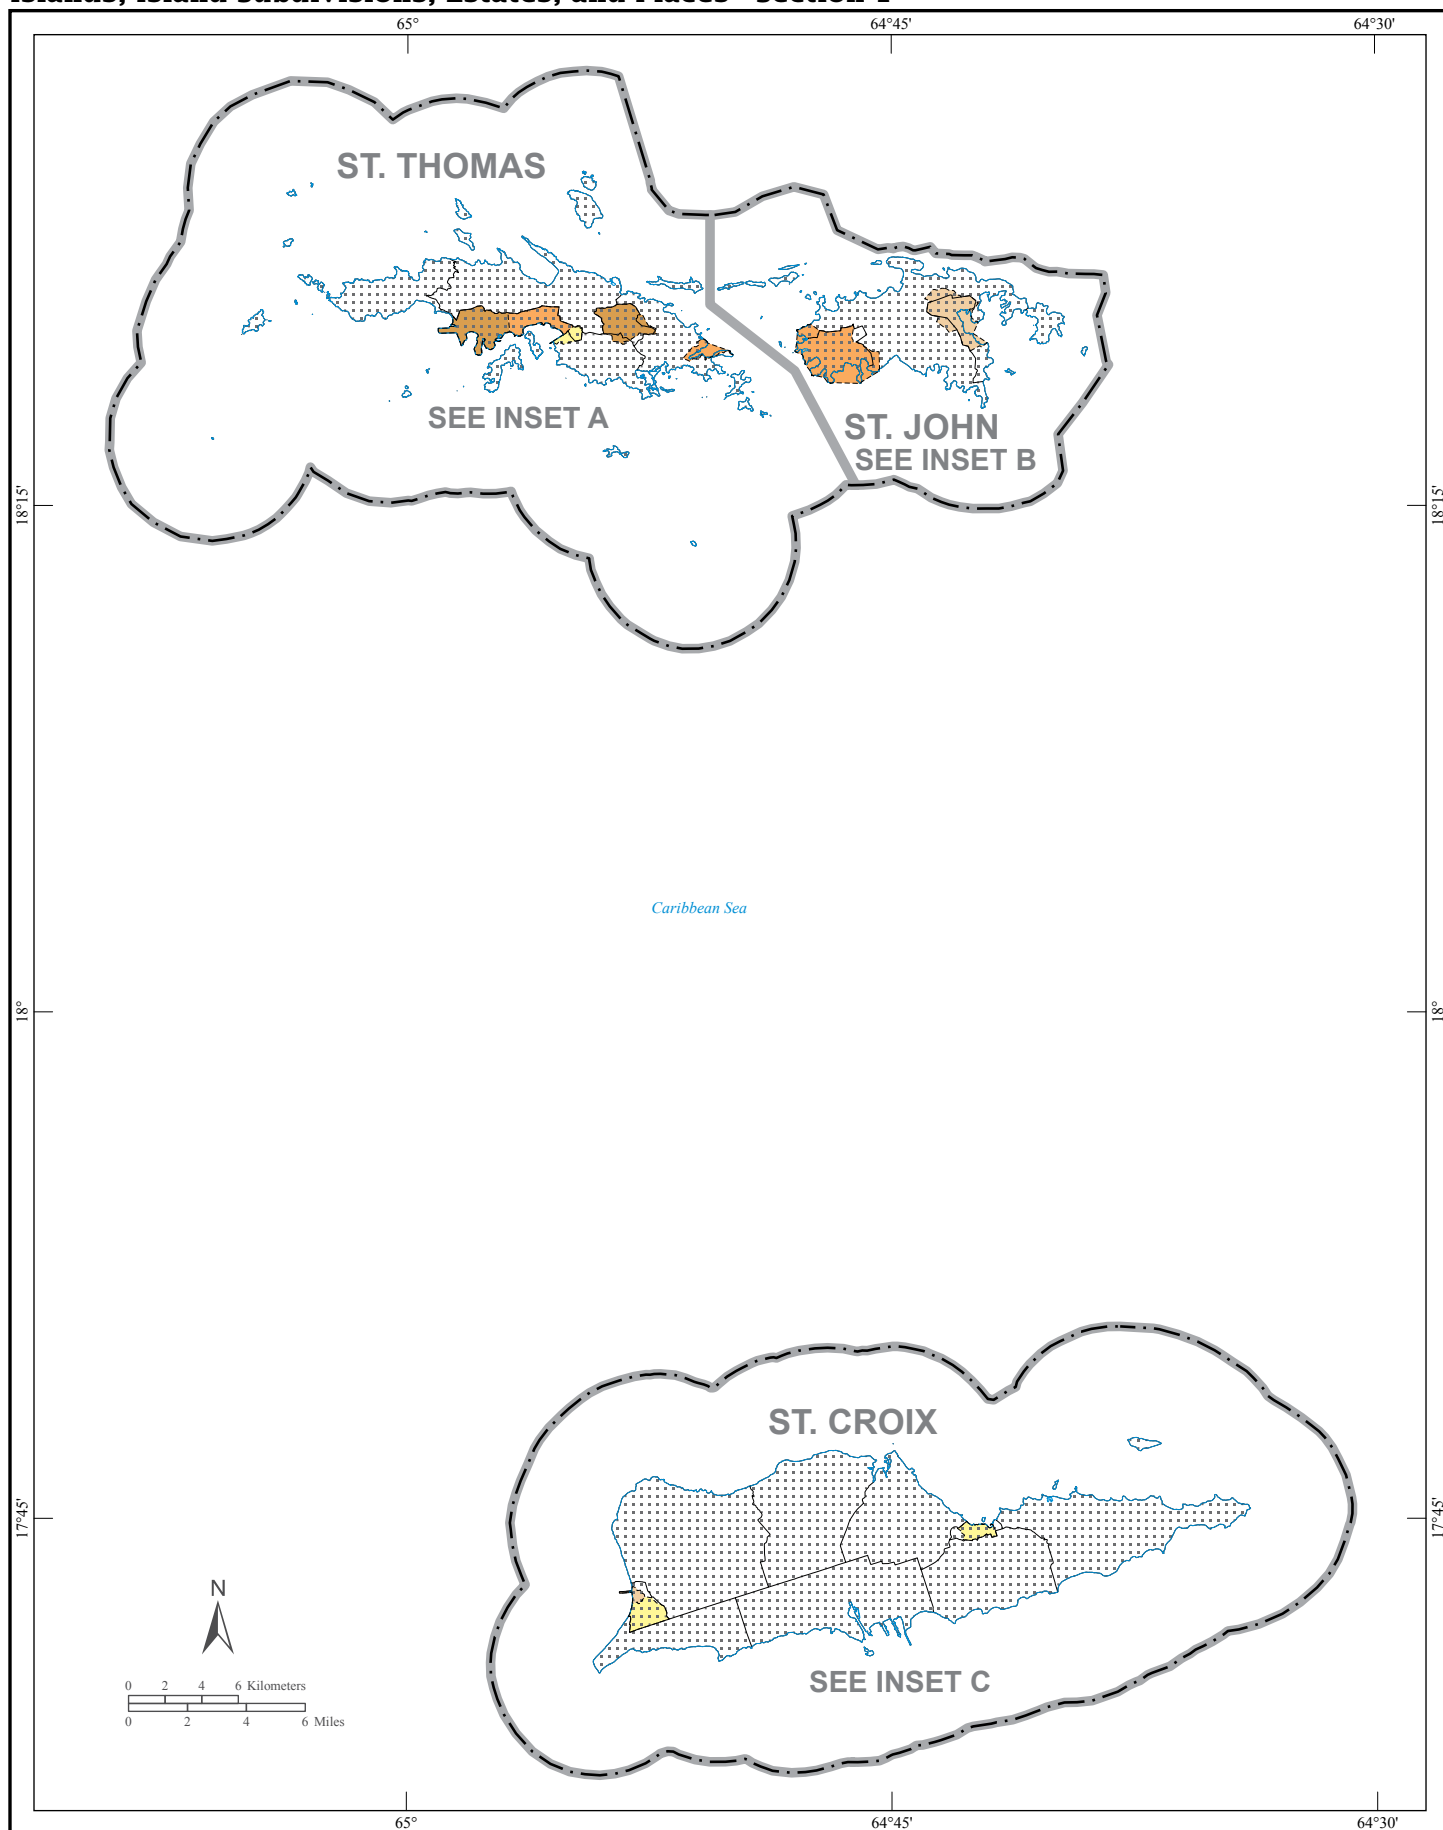 Islands, Island Subdivisions, Estates, and Places - Section 1
65° 64°45' 64°30'
ST. THOMAS
SEE INSET A
ST. JOHN
SEE INSET B
18°15' 18°15'
Caribbean Sea
18° 18°
ST. CROIX
17°45' 17°45'
N
SEE INSET C
0 2 4 6 Kilometers
0 2 4 6 Miles
65° 64°45' 64°30'